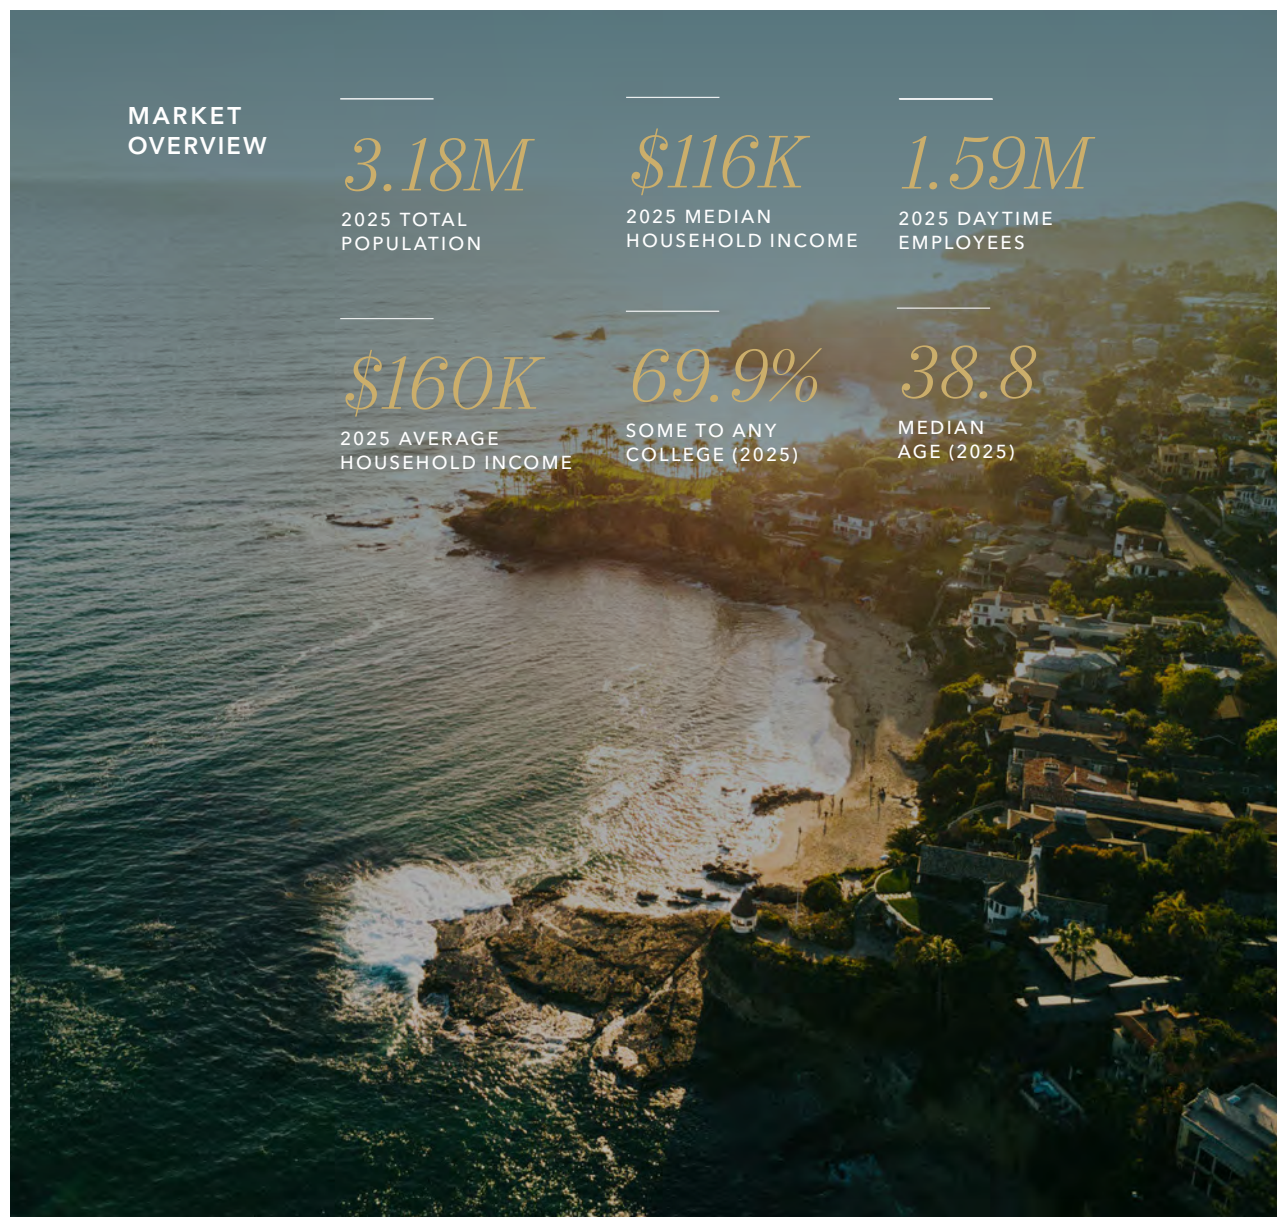 MARKET
OVERVIEW
3.18M
2025 TOTAL
POPULATION
$116K
2025 MEDIAN
HOUSEHOLD INCOME
1.59M
2025 DAYTIME
EMPLOYEES
$160K
2025 AVERAGE
HOUSEHOLD INCOME
69.9%
SOME TO ANY
COLLEGE (2025)
38.8
MEDIAN
AGE (2025)